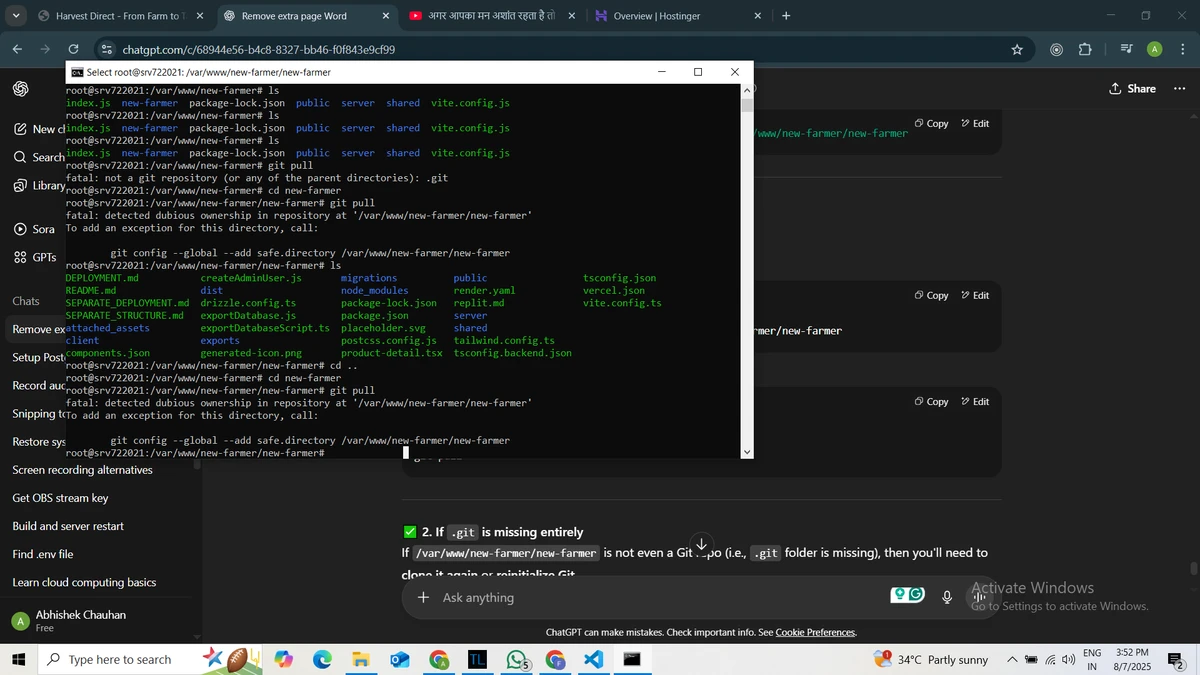 Harvest Direct - From Farm to T
Remove extra page Word
अगर आपका मन अशांत रहता है तो
Overview | Hostinger
chatgpt.com/c/68944e56-b4c8-8327-bb46-f0f843e9cf99
A
Select root@srv722021: /var/www/new-farmer/new-farmer
root@srv722021:/var/www/new-farmer# ls
index.js new-farmer package-lock.json public server shared vite.config.js
root@srv722021:/var/www/new-farmer# ls
index.js new-farmer package-lock.json public server shared vite.config.js
root@srv722021:/var/www/new-farmer# ls
index.js new-farmer package-lock.json public server shared vite.config.js
root@srv722021:/var/www/new-farmer# git pull
fatal: not a git repository (or any of the parent directories): .git
root@srv722021:/var/www/new-farmer# cd new-farmer
root@srv722021:/var/www/new-farmer/new-farmer# git pull
fatal: detected dubious ownership in repository at '/var/www/new-farmer/new-farmer'
To add an exception for this directory, call:
git config --global --add safe.directory /var/www/new-farmer/new-farmer
root@srv722021:/var/www/new-farmer/new-farmer# ls
DEPLOYMENT.md createAdminUser.js migrations public tsconfig.json
README.md dist node_modules render.yaml vercel.json
SEPARATE_DEPLOYMENT.md drizzle.config.ts package-lock.json replit.md vite.config.ts
SEPARATE_STRUCTURE.md exportDatabase.js package.json server
attached_assets exportDatabaseScript.ts placeholder.svg shared
client exports postcss.config.js tailwind.config.ts
components.json generated-icon.png product-detail.tsx tsconfig.backend.json
root@srv722021:/var/www/new-farmer/new-farmer# cd ..
root@srv722021:/var/www/new-farmer# cd new-farmer
root@srv722021:/var/www/new-farmer/new-farmer# git pull
fatal: detected dubious ownership in repository at '/var/www/new-farmer/new-farmer'
To add an exception for this directory, call:
git config --global --add safe.directory /var/www/new-farmer/new-farmer
root@srv722021:/var/www/new-farmer/new-farmer#
New ch
Search
Library
Sora
GPTs
Chats
Remove ex
Setup Post
Record aud
Snipping to
Restore sys
Screen recording alternatives
Get OBS stream key
Build and server restart
Find .env file
Learn cloud computing basics
Abhishek Chauhan
Free
Share
Copy Edit
/www/new-farmer/new-farmer
Copy Edit
rmer/new-farmer
Copy Edit
git pull
2. If .git is missing entirely
If /var/www/new-farmer/new-farmer is not even a Git repo (i.e., .git folder is missing), then you'll need to
clone it again or reinitialize Git.
Ask anything
ChatGPT can make mistakes. Check important info. See Cookie Preferences.
Activate Windows
Go to Settings to activate Windows.
Type here to search
TL
5
1
34°C Partly sunny
ENG
IN
3:52 PM
8/7/2025
2